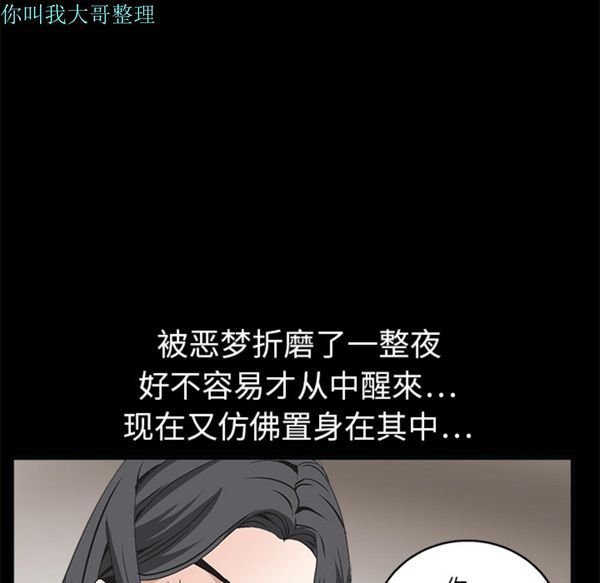 你叫我大哥整理
被恶梦折磨了一整夜
好不容易才从中醒來...
现在又仿佛置身在其中...
你